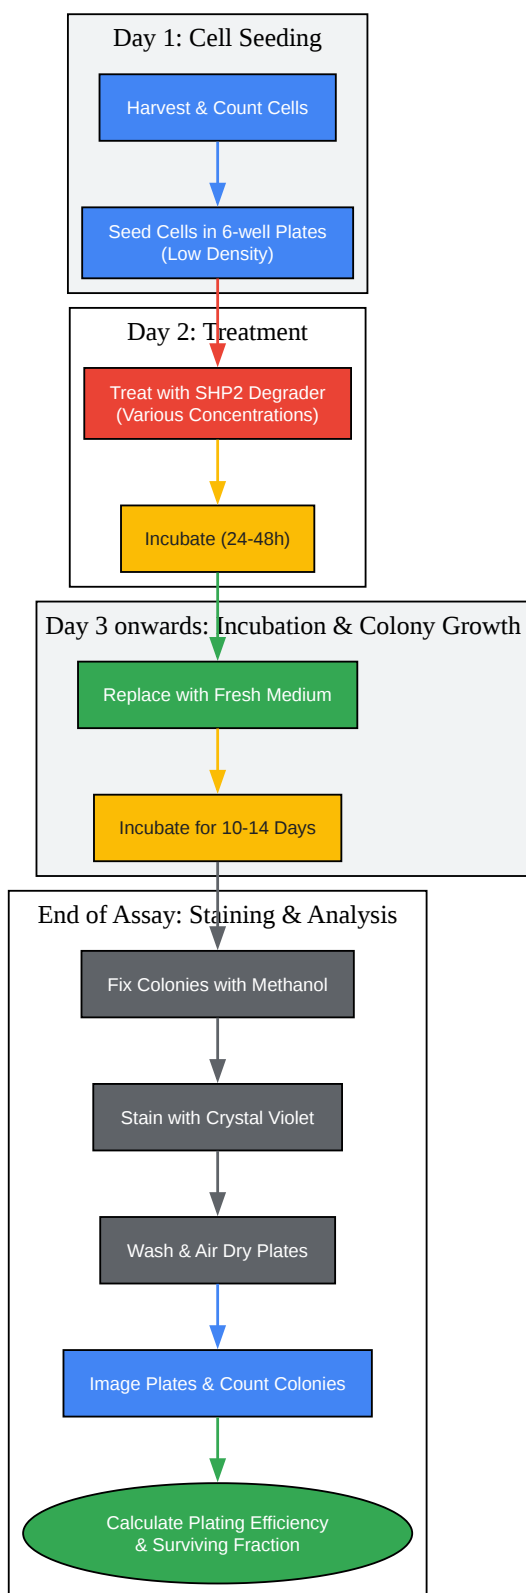 Day 1: Cell Seeding
Harvest & Count Cells
Seed Cells in 6-well Plates
(Low Density)
Day 2: Treatment
Treat with SHP2 Degrader
(Various Concentrations)
Incubate (24-48h)
Day 3 onwards: Incubation & Colony Growth
Replace with Fresh Medium
Incubate for 10-14 Days
End of Assay: Staining & Analysis
Fix Colonies with Methanol
Stain with Crystal Violet
Wash & Air Dry Plates
Image Plates & Count Colonies
Calculate Plating Efficiency
& Surviving Fraction